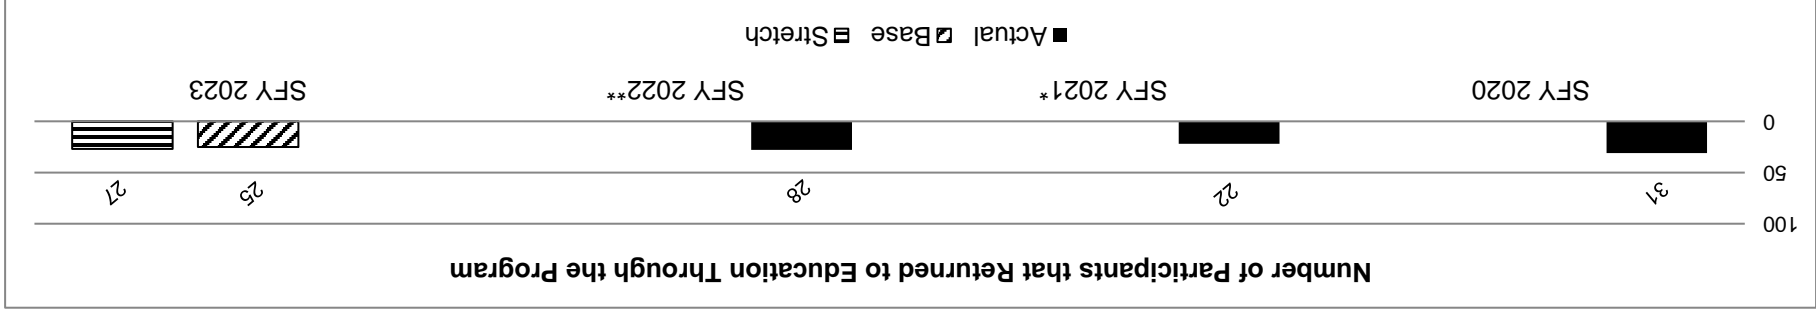 Number of Participants that Returned to Education Through the Program
100
50
0
31
22
28
25
27
SFY 2020
SFY 2021*
SFY 2022**
SFY 2023
Actual
Base
Stretch